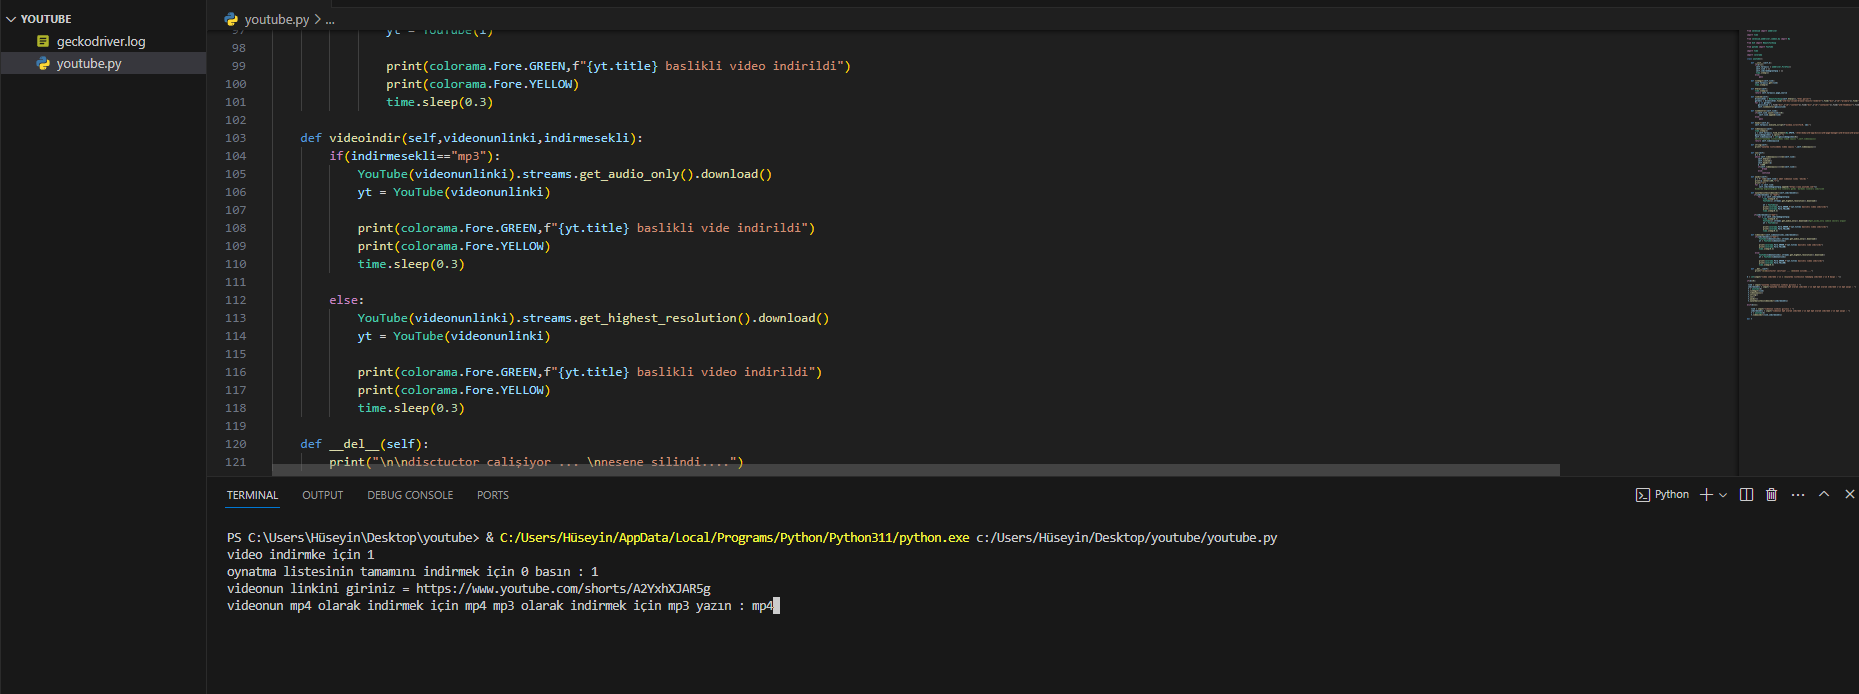 YOUTUBE
geckodriver.log
youtube.py
youtube.py > ...
97 yt = YouTube(i)
98
99 print(colorama.Fore.GREEN,f"{yt.title} baslikli video indirildi")
100 print(colorama.Fore.YELLOW)
101 time.sleep(0.3)
102
103 def videoindir(self,videonunlinki,indirmesekli):
104 if(indirmesekli=="mp3"):
105 YouTube(videonunlinki).streams.get_audio_only().download()
106 yt = YouTube(videonunlinki)
107
108 print(colorama.Fore.GREEN,f"{yt.title} baslikli vide indirildi")
109 print(colorama.Fore.YELLOW)
110 time.sleep(0.3)
111
112 else:
113 YouTube(videonunlinki).streams.get_highest_resolution().download()
114 yt = YouTube(videonunlinki)
115
116 print(colorama.Fore.GREEN,f"{yt.title} baslikli video indirildi")
117 print(colorama.Fore.YELLOW)
118 time.sleep(0.3)
119
120 def __del__(self):
121 print("\n\ndisctuctor calişiyor ... \nnesene silindi....")
TERMINAL OUTPUT DEBUG CONSOLE PORTS Python
PS C:\Users\Hüseyin\Desktop\youtube> & C:/Users/Hüseyin/AppData/Local/Programs/Python/Python311/python.exe c:/Users/Hüseyin/Desktop/youtube/youtube.py
video indirmke için 1
oynatma listesinin tamamını indirmek için 0 basın : 1
videonun linkini giriniz = https://www.youtube.com/shorts/A2YxhXJAR5g
videonun mp4 olarak indirmek için mp4 mp3 olarak indirmek için mp3 yazın : mp4